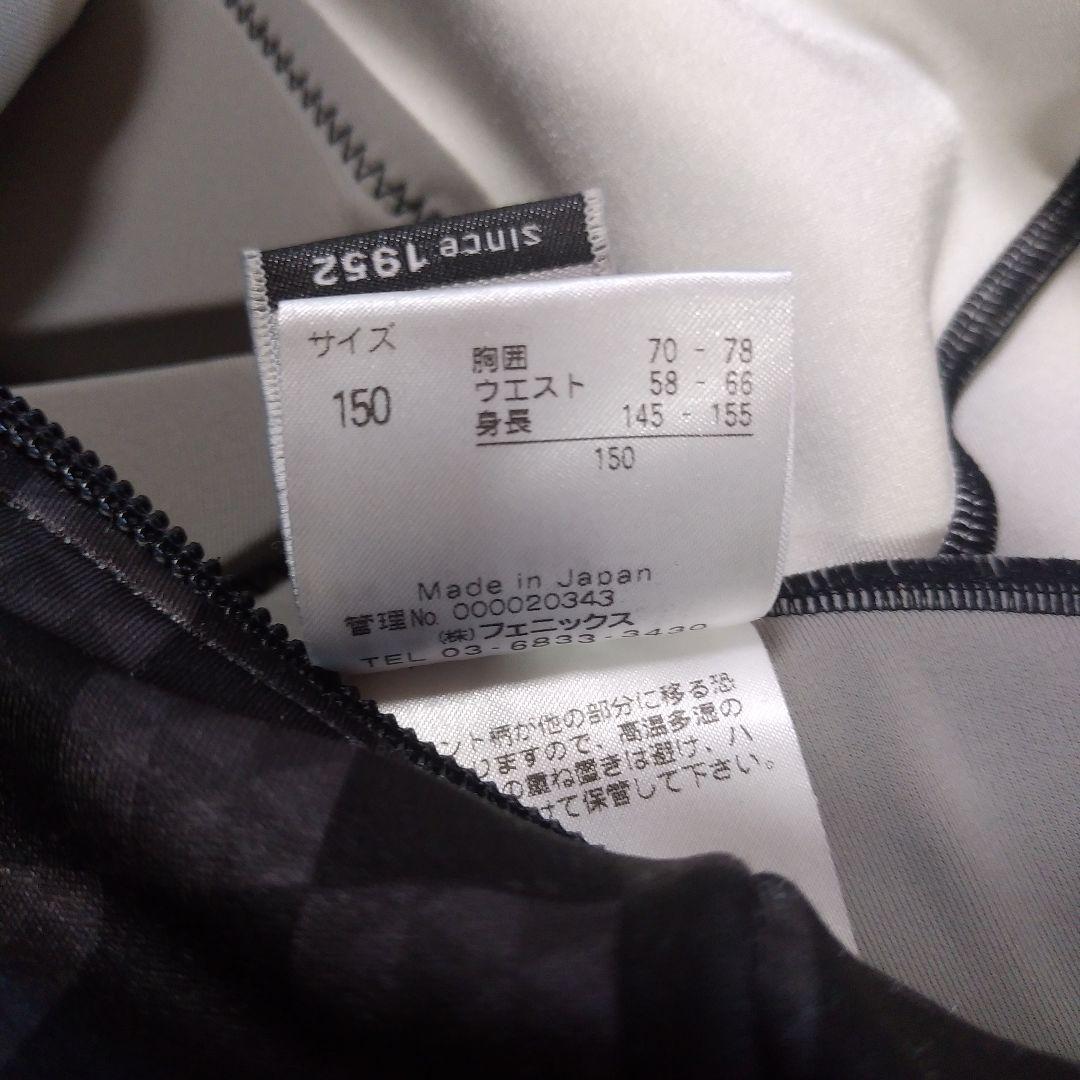 since 1952
サイズ
150
胸囲 70 - 78
ウエスト 58 - 66
身長 145 - 155
150
Made in Japan
管理No. 000020343
(株)フェニックス
TEL 03-6833-3430
ント柄が他の部分に移る恐
りますので、高温多湿の
の重ね置きは避け、ハ
けて保管して下さい。